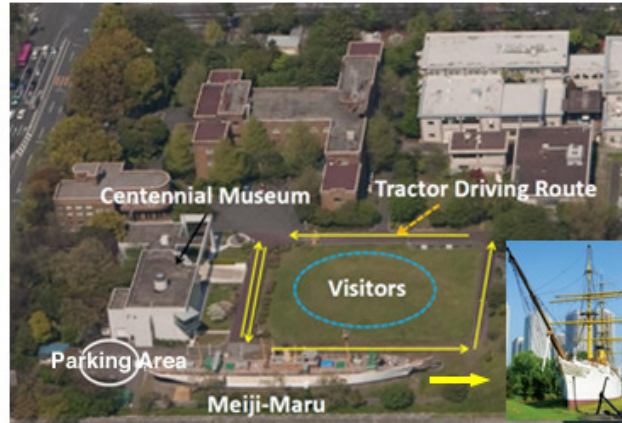 Centennial Museum
Tractor Driving Route
Visitors
Parking Area
Meiji-Maru